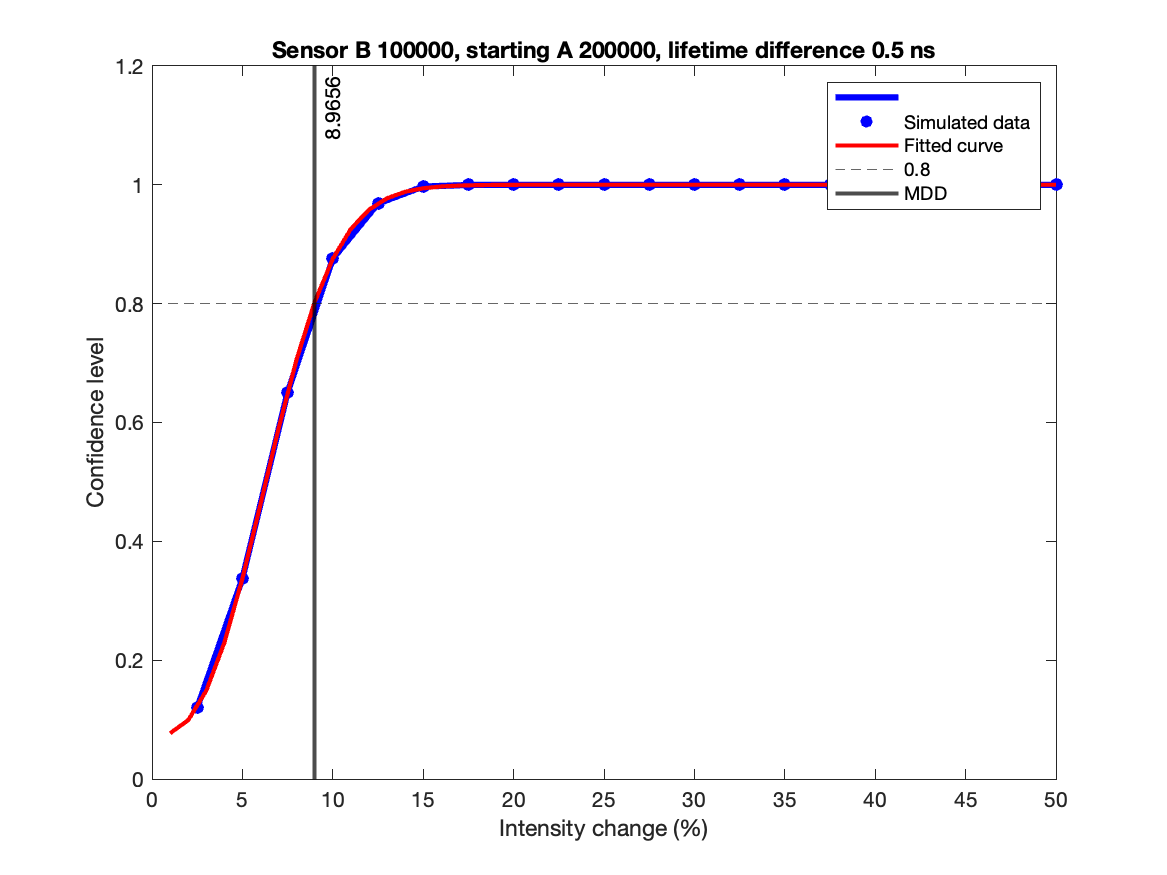 Sensor B 100000, starting A 200000, lifetime difference 0.5 ns
1.2
1
0.8
0.6
0.4
0.2
0
Confidence level
8.9656
Simulated data
Fitted curve
0.8
MDD
0 5 10 15 20 25 30 35 40 45 50
Intensity change (%)